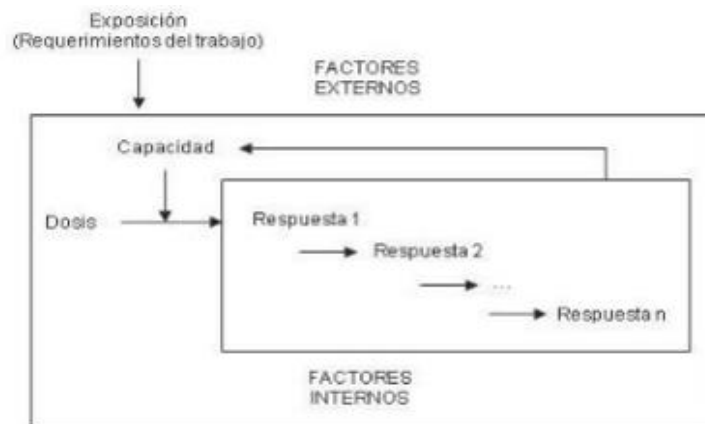 Exposición
(Requerimientos del trabajo)
FACTORES
EXTERNOS
Capacidad
Dosis
Respuesta 1
Respuesta 2
...
Respuesta n
FACTORES
INTERNOS